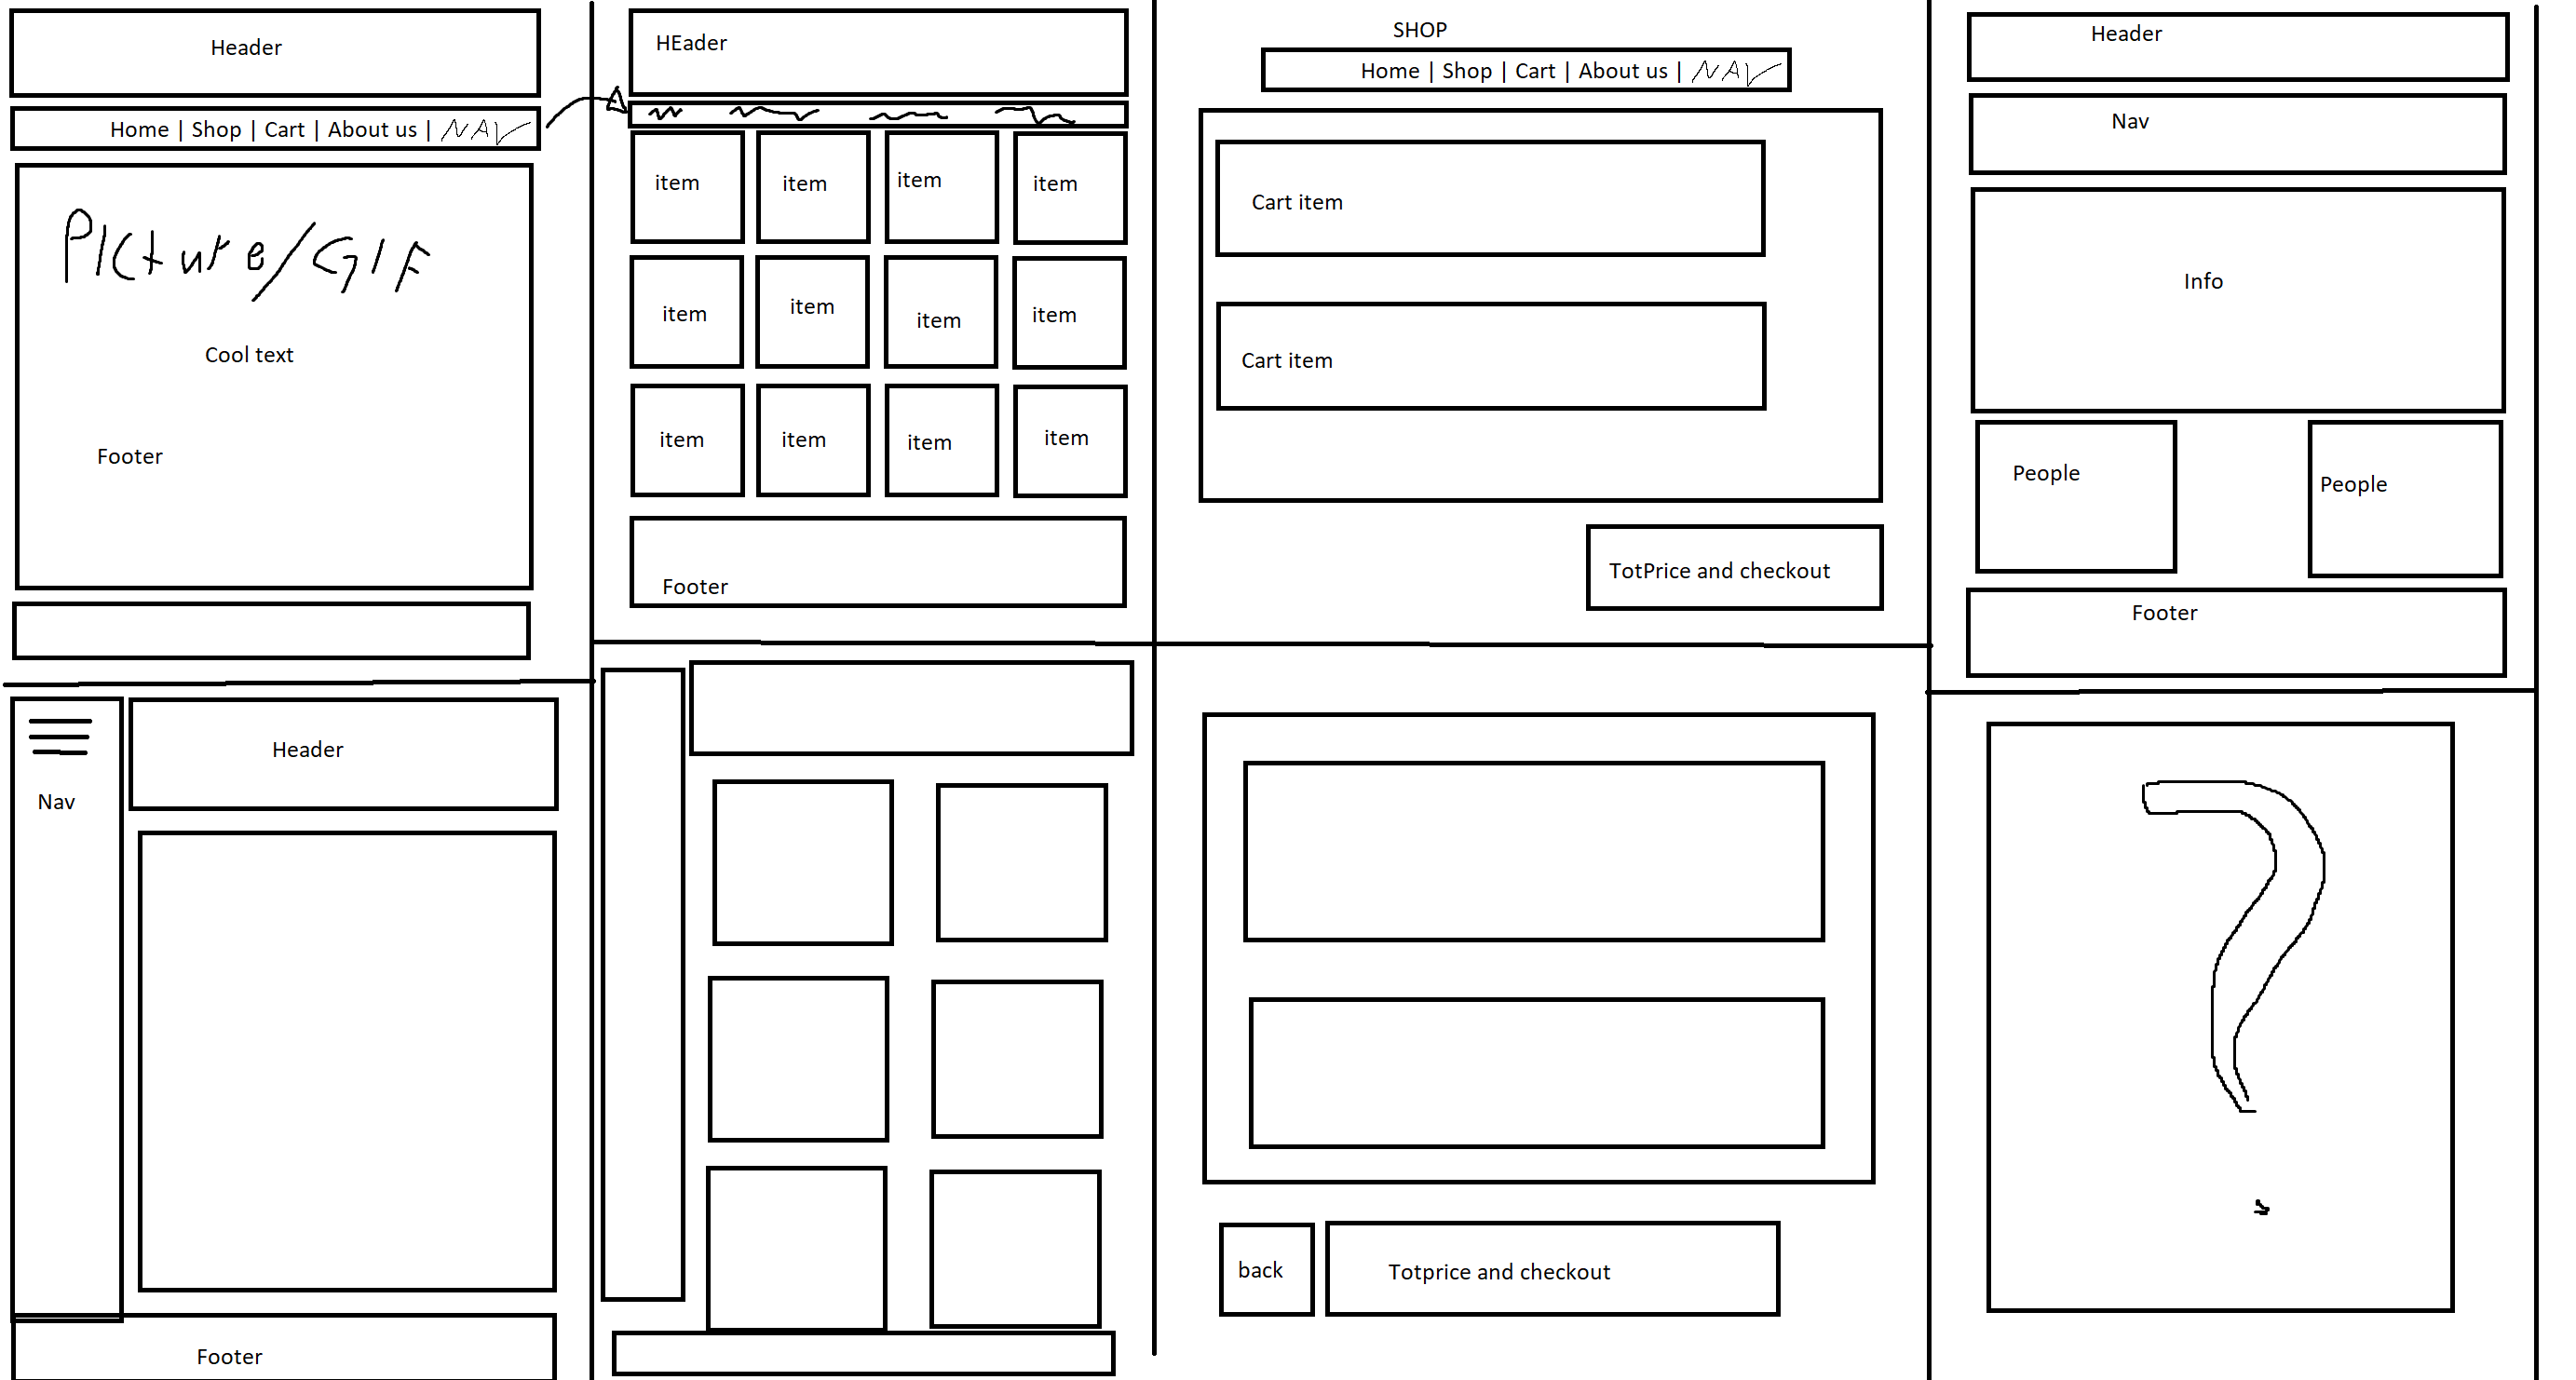 Header
Home | Shop | Cart | About us | NAV
Picture/GIF
Cool text
Footer
HEader
item item item item
item item item item
item item item item
Footer
SHOP
Home | Shop | Cart | About us | NAV
Cart item
Cart item
TotPrice and checkout
Header
Nav
Info
People People
Footer
Header
Nav
Footer
back Totprice and checkout
?